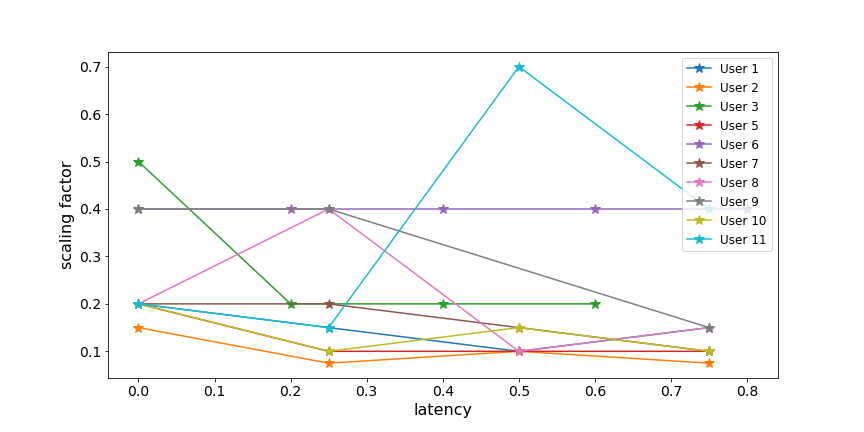 0.7
0.6
0.5
0.4
0.3
0.2
0.1
scaling factor
0.0 0.1 0.2 0.3 0.4 0.5 0.6 0.7 0.8
latency
User 1
User 2
User 3
User 5
User 6
User 7
User 8
User 9
User 10
User 11